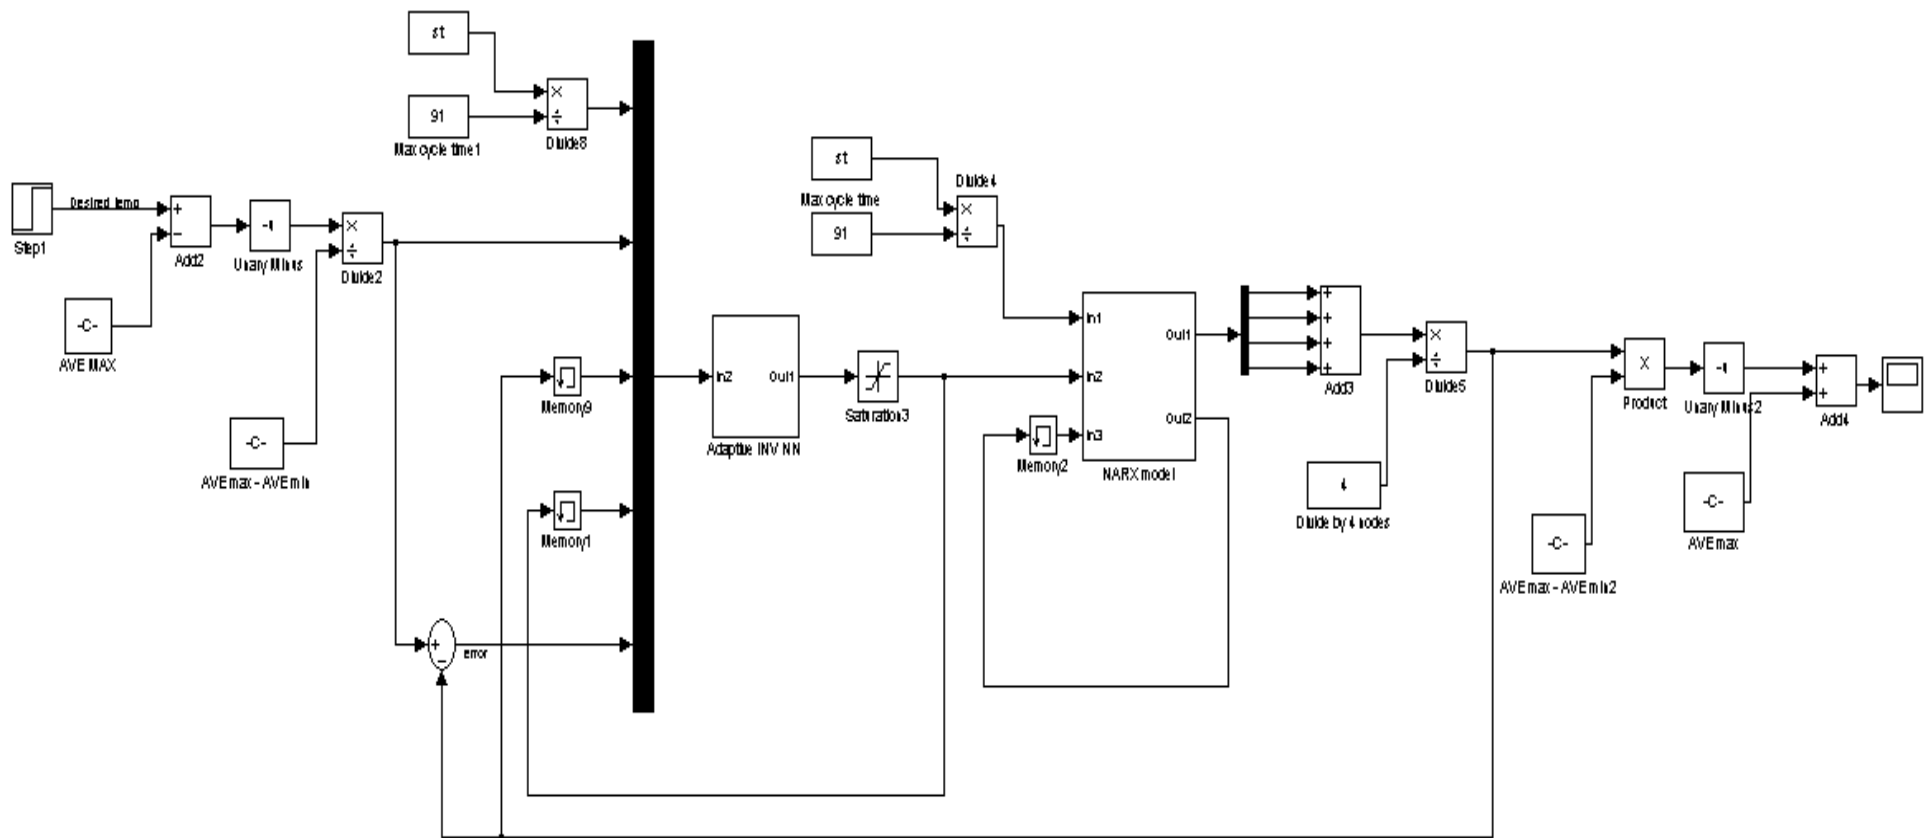 st
91
Max cycle time1
Divide8
Desired temp
Step1
Add2
-1
Unary Minus
Divide2
-C-
AVE MAX
-C-
AVEmax - AVEmin
Memory9
Memory1
error
In2
Out1
Adaptive INV NN
Saturation3
st
Max cycle time
91
Divide4
In1
In2
In3
Out1
Out2
NARX model
Memory2
Add3
Divide5
4
Divide by 4 nodes
Product
-C-
AVEmax - AVEmin2
-1
Unary Minus2
-C-
AVEmax
Add4